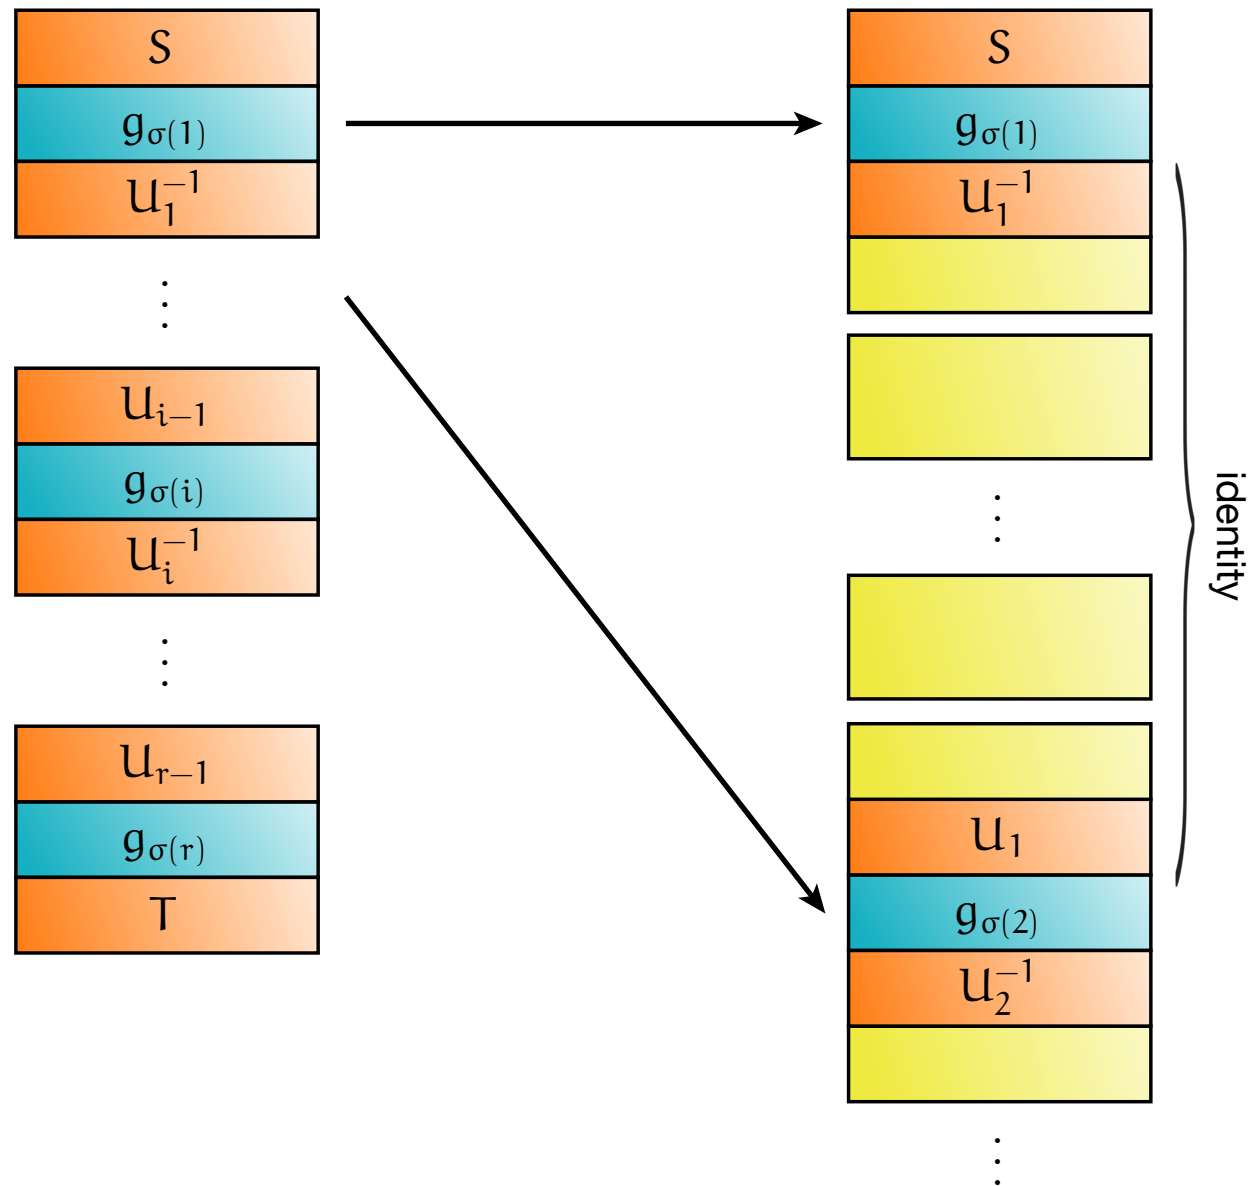 S
g_{σ(1)}
U_1^{−1}
⋮
U_{i−1}
g_{σ(i)}
U_i^{−1}
⋮
U_{r−1}
g_{σ(r)}
T
S
g_{σ(1)}
U_1^{−1}
⋮
U_1
g_{σ(2)}
U_2^{−1}
⋮
identity